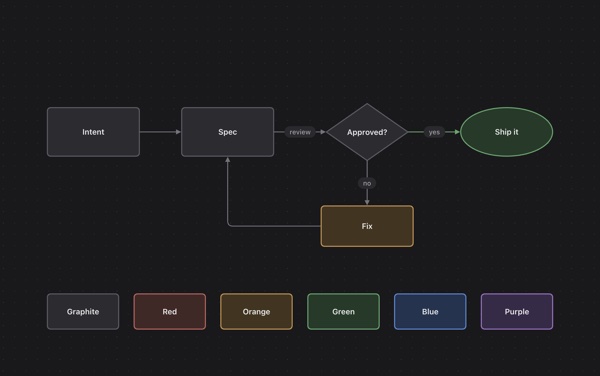 Intent
Spec
review
Approved?
yes
Ship it
no
Fix
Graphite
Red
Orange
Green
Blue
Purple